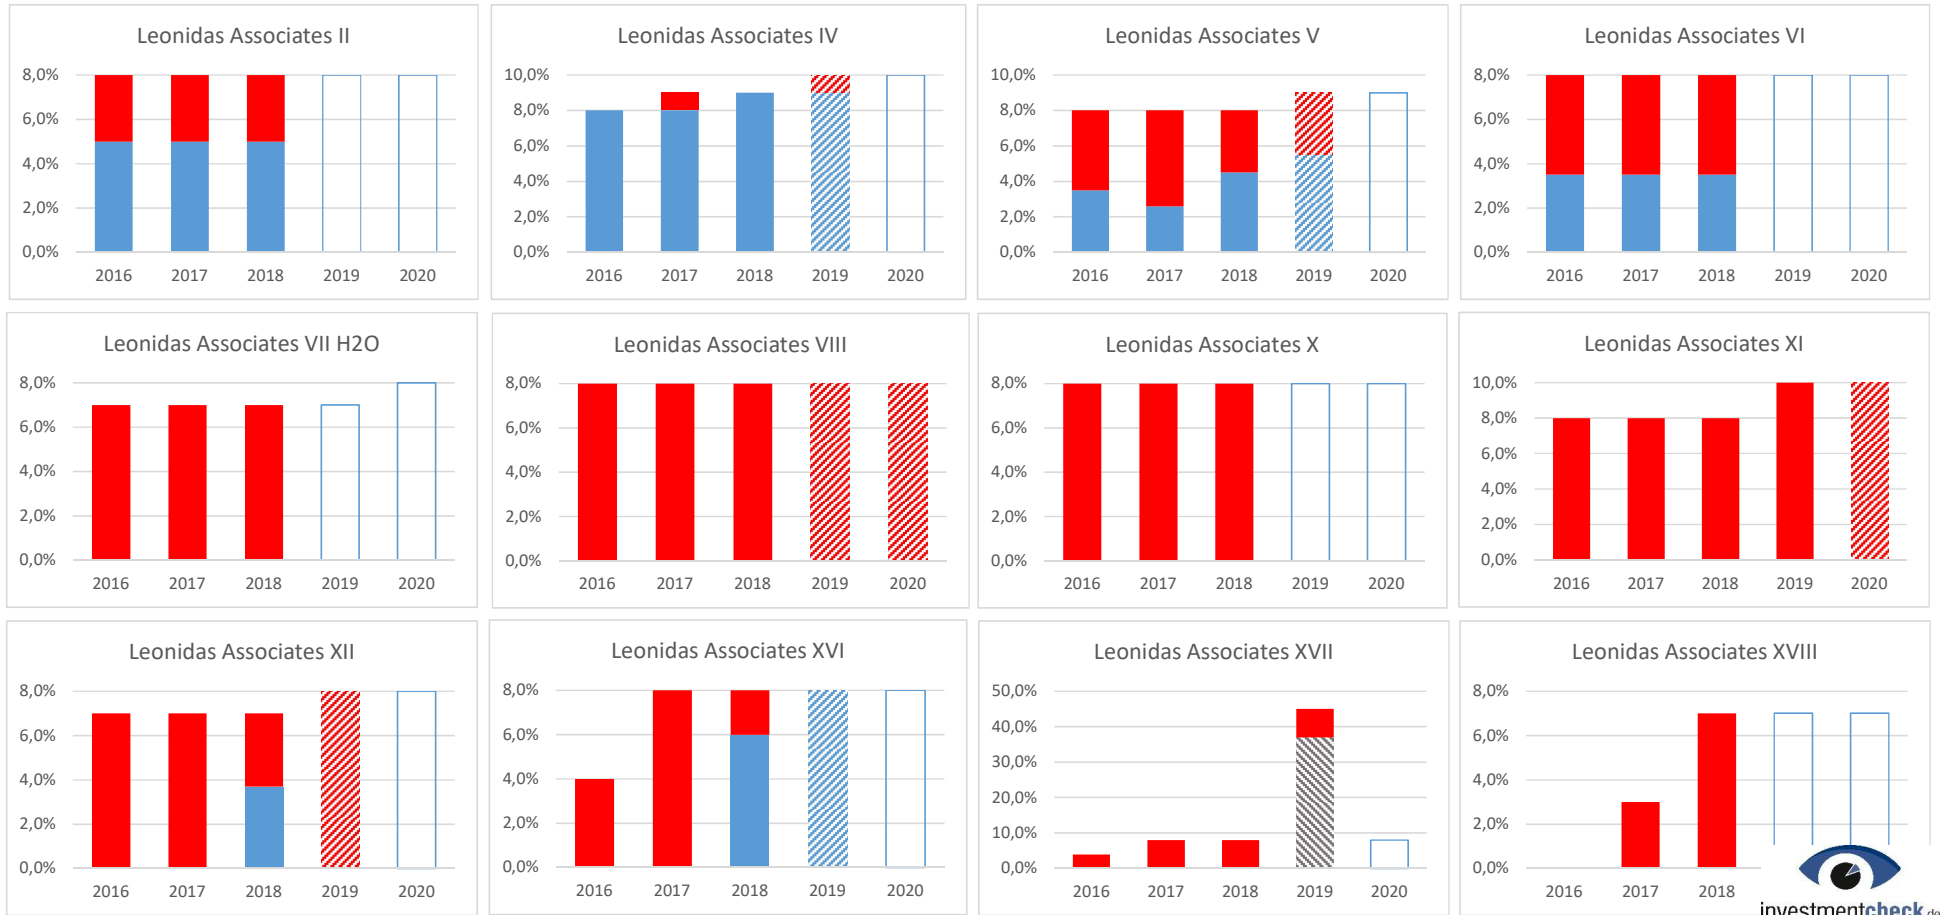 Leonidas Associates II
8,0%
6,0%
4,0%
2,0%
0,0%
2016 2017 2018 2019 2020
Leonidas Associates IV
10,0%
8,0%
6,0%
4,0%
2,0%
0,0%
2016 2017 2018 2019 2020
Leonidas Associates V
10,0%
8,0%
6,0%
4,0%
2,0%
0,0%
2016 2017 2018 2019 2020
Leonidas Associates VI
8,0%
6,0%
4,0%
2,0%
0,0%
2016 2017 2018 2019 2020
Leonidas Associates VII H2O
8,0%
6,0%
4,0%
2,0%
0,0%
2016 2017 2018 2019 2020
Leonidas Associates VIII
8,0%
6,0%
4,0%
2,0%
0,0%
2016 2017 2018 2019 2020
Leonidas Associates X
8,0%
6,0%
4,0%
2,0%
0,0%
2016 2017 2018 2019 2020
Leonidas Associates XI
10,0%
8,0%
6,0%
4,0%
2,0%
0,0%
2016 2017 2018 2019 2020
Leonidas Associates XII
8,0%
6,0%
4,0%
2,0%
0,0%
2016 2017 2018 2019 2020
Leonidas Associates XVI
8,0%
6,0%
4,0%
2,0%
0,0%
2016 2017 2018 2019 2020
Leonidas Associates XVII
50,0%
40,0%
30,0%
20,0%
10,0%
0,0%
2016 2017 2018 2019 2020
Leonidas Associates XVIII
8,0%
6,0%
4,0%
2,0%
0,0%
2016 2017 2018
investmentcheck.de